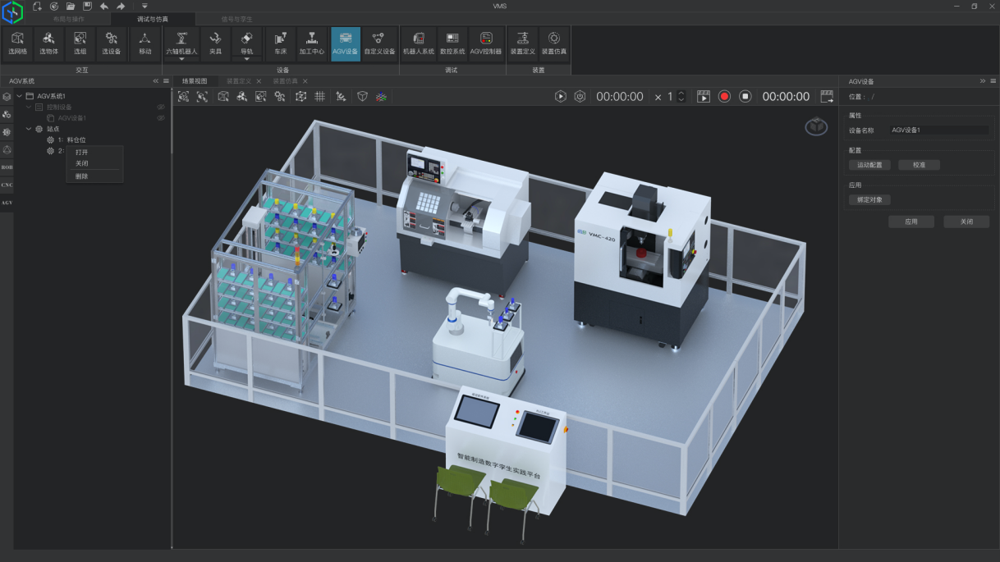 VMS
布局与操作 调试与仿真 信号与孪生
选网格 选物体 选组 选设备 移动 六轴机器人 夹具 导轨 车床 加工中心 AGV设备 自定义设备 机器人系统 数控系统 AGV控制器 装置定义 装置仿真
交互 设备 调试 装置
AGV系统 场景视图 装置定义 装置仿真 AGV设备
00:00:00 × 1 00:00:00
位置： /
AGV系统1
控制设备
AGV设备1
站点
1: 料仓位
2:
打开
关闭
删除
ROB
CNC
AGV
属性
设备名称 AGV设备1
配置
运动配置 校准
应用
绑定对象
应用 关闭
VMC-420
智能制造数字孪生实践平台